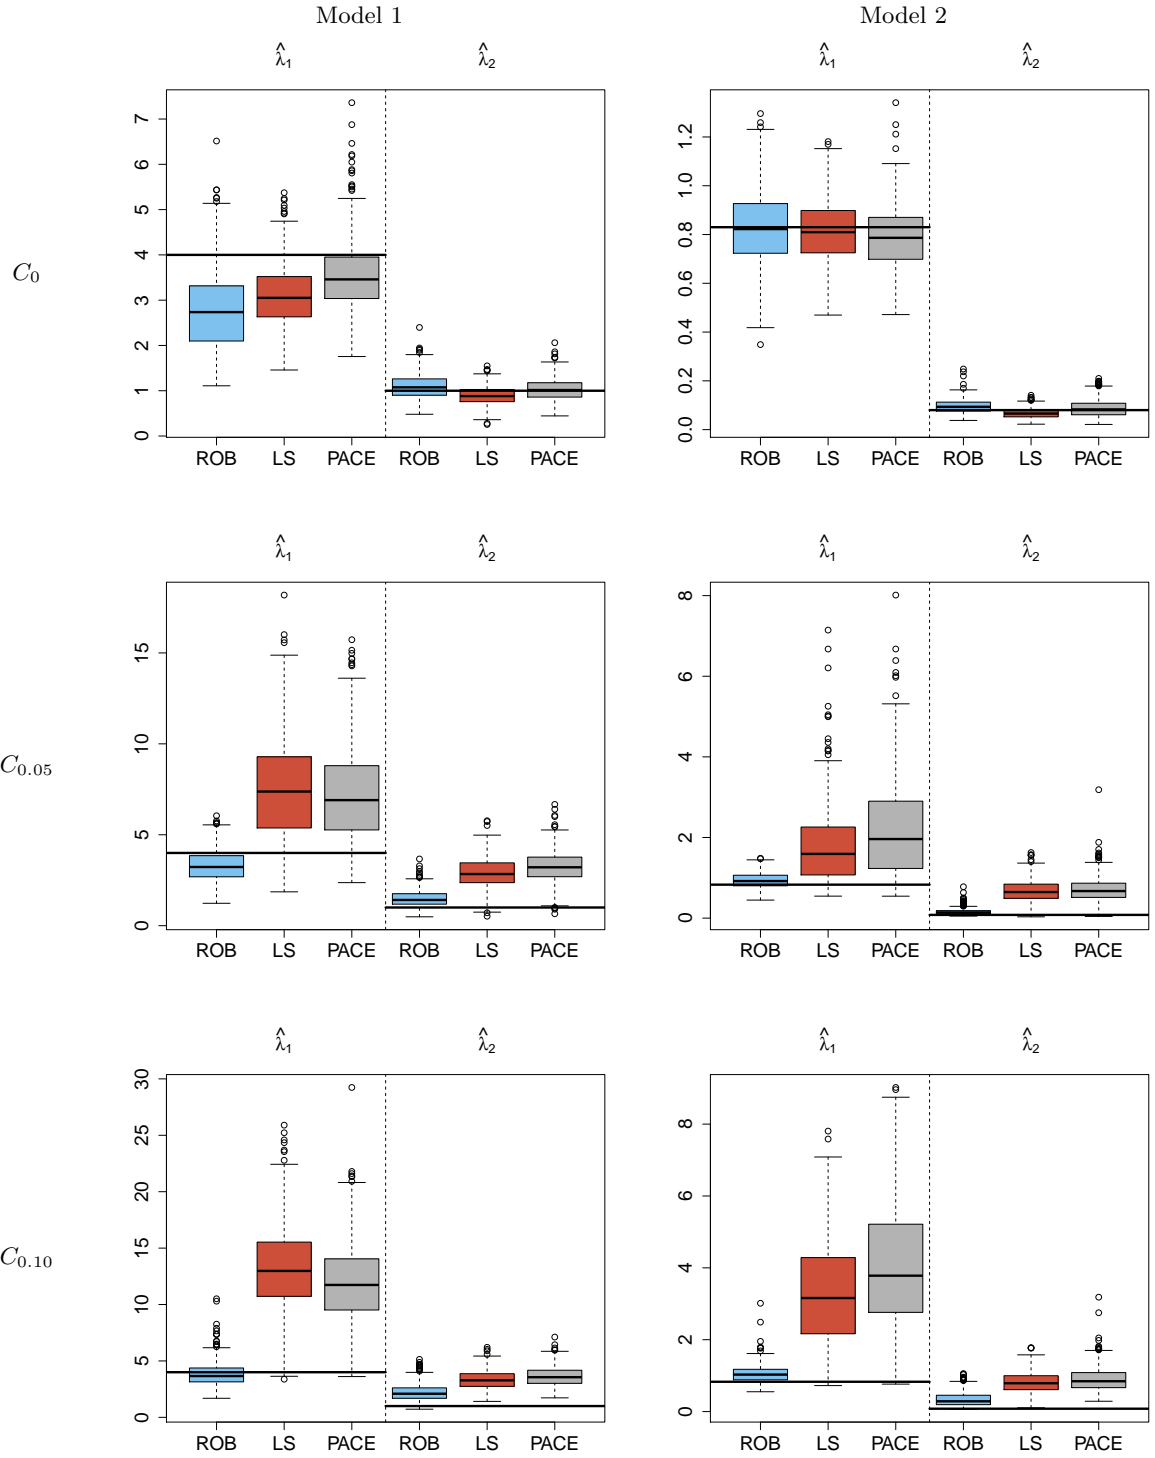 Model 1 Model 2
λ̂₁ λ̂₂ λ̂₁ λ̂₂
C₀
0 1 2 3 4 5 6 7
0.0 0.2 0.4 0.6 0.8 1.0 1.2
ROB LS PACE ROB LS PACE ROB LS PACE ROB LS PACE
λ̂₁ λ̂₂ λ̂₁ λ̂₂
C₀.₀₅
0 5 10 15
0 2 4 6 8
ROB LS PACE ROB LS PACE ROB LS PACE ROB LS PACE
λ̂₁ λ̂₂ λ̂₁ λ̂₂
C₀.₁₀
0 5 10 15 20 25 30
0 2 4 6 8
ROB LS PACE ROB LS PACE ROB LS PACE ROB LS PACE